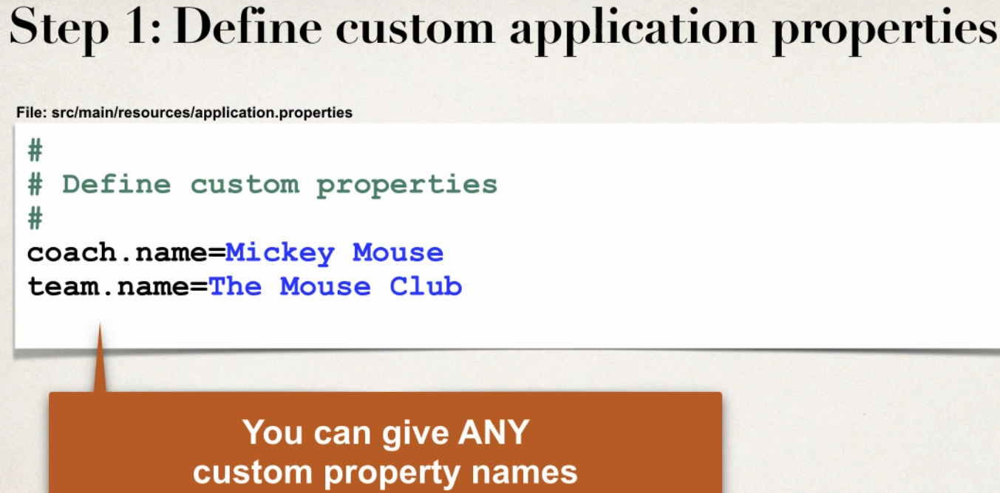 Step 1: Define custom application properties
File: src/main/resources/application.properties
#
# Define custom properties
#
coach.name=Mickey Mouse
team.name=The Mouse Club
You can give ANY
custom property names